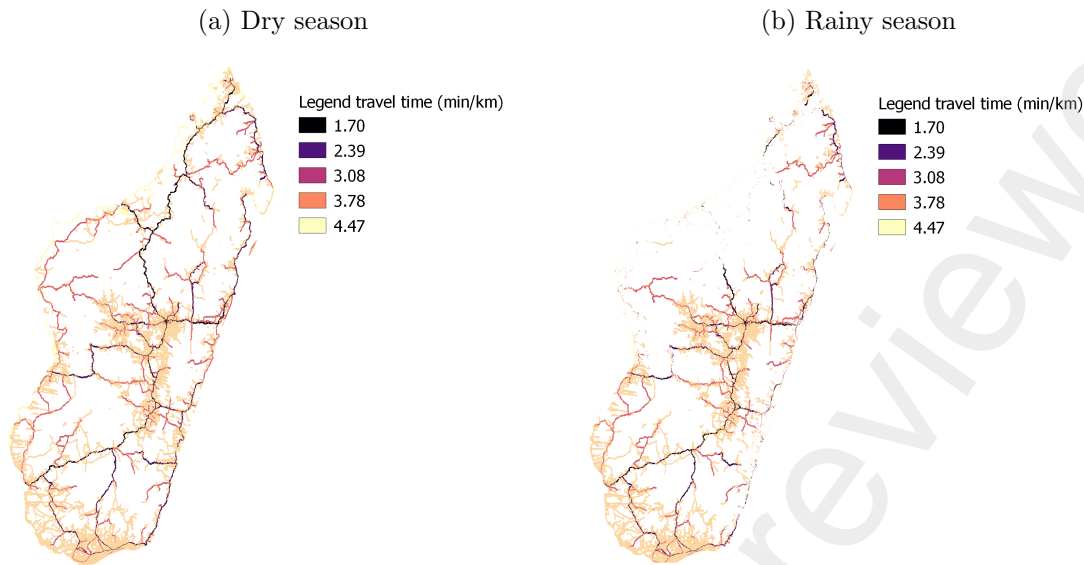 (a) Dry season
(b) Rainy season
Legend travel time (min/km)
1.70
2.39
3.08
3.78
4.47
Legend travel time (min/km)
1.70
2.39
3.08
3.78
4.47
reviewe